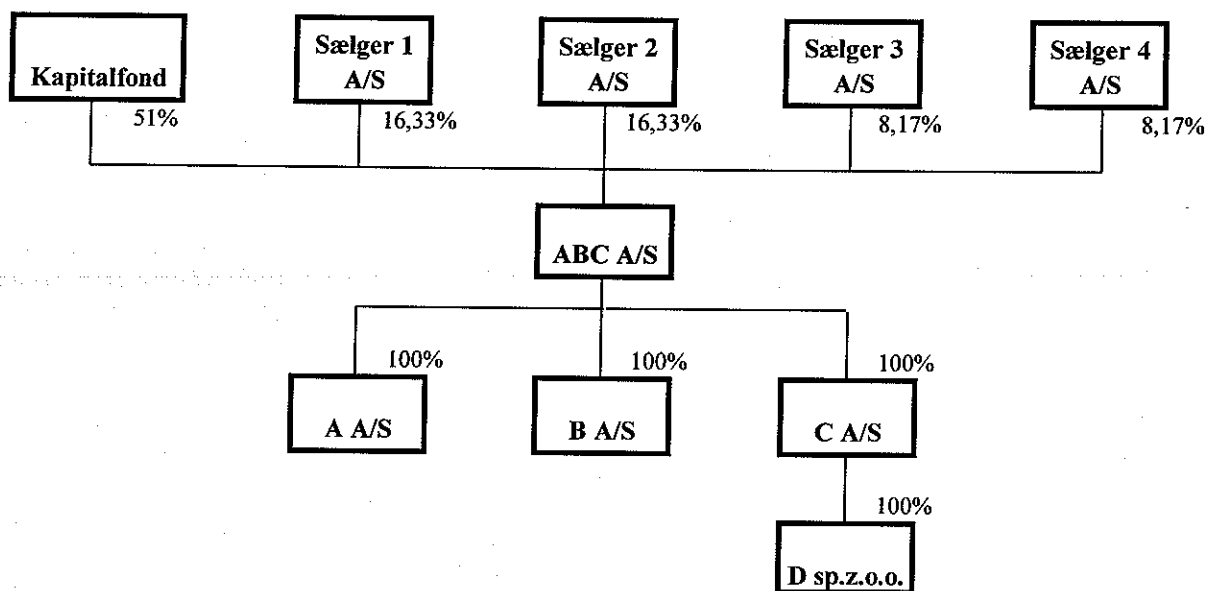 Kapitalfond
Sælger 1
A/S
Sælger 2
A/S
Sælger 3
A/S
Sælger 4
A/S
51%
16,33%
16,33%
8,17%
8,17%
ABC A/S
100%
100%
100%
A A/S
B A/S
C A/S
100%
D sp.z.o.o.